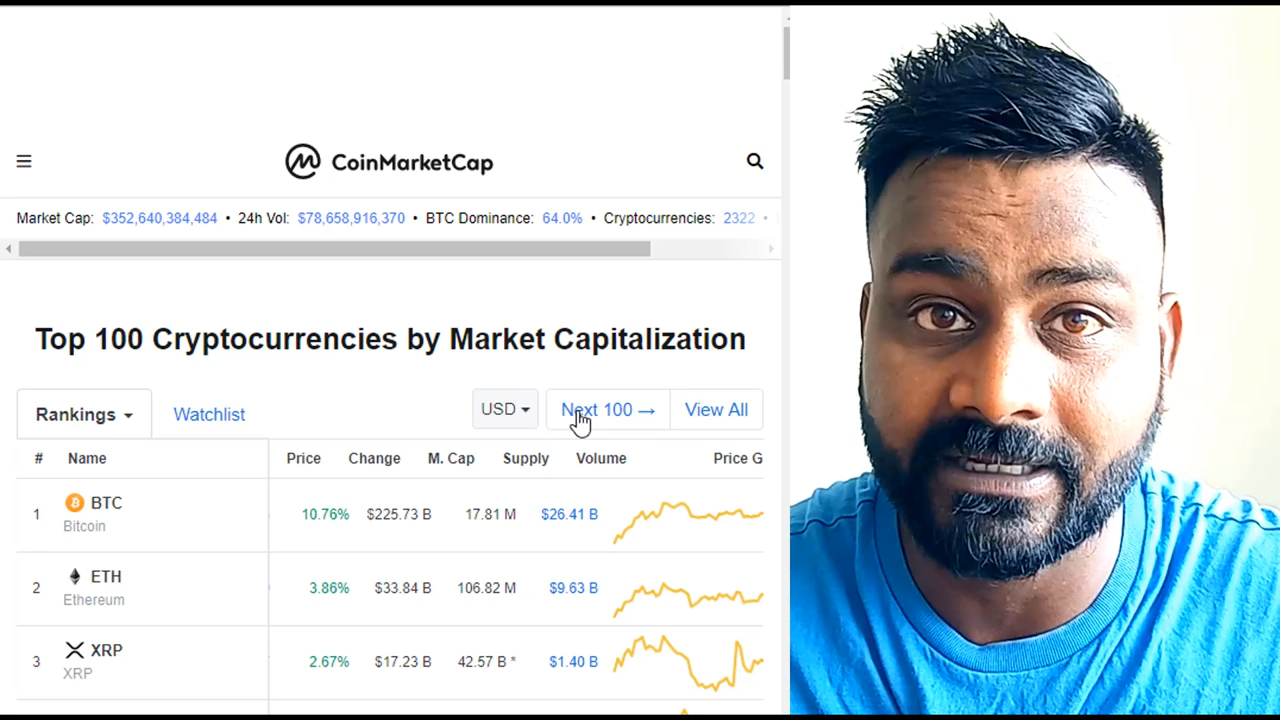 CoinMarketCap
Market Cap: $352,640,384,484 • 24h Vol: $78,658,916,370 • BTC Dominance: 64.0% • Cryptocurrencies: 2322 •
Top 100 Cryptocurrencies by Market Capitalization
Rankings Watchlist USD Next 100 → View All
# Name Price Change M. Cap Supply Volume Price G
1 BTC 10.76% $225.73 B 17.81 M $26.41 B
Bitcoin
2 ETH 3.86% $33.84 B 106.82 M $9.63 B
Ethereum
3 XRP 2.67% $17.23 B 42.57 B * $1.40 B
XRP